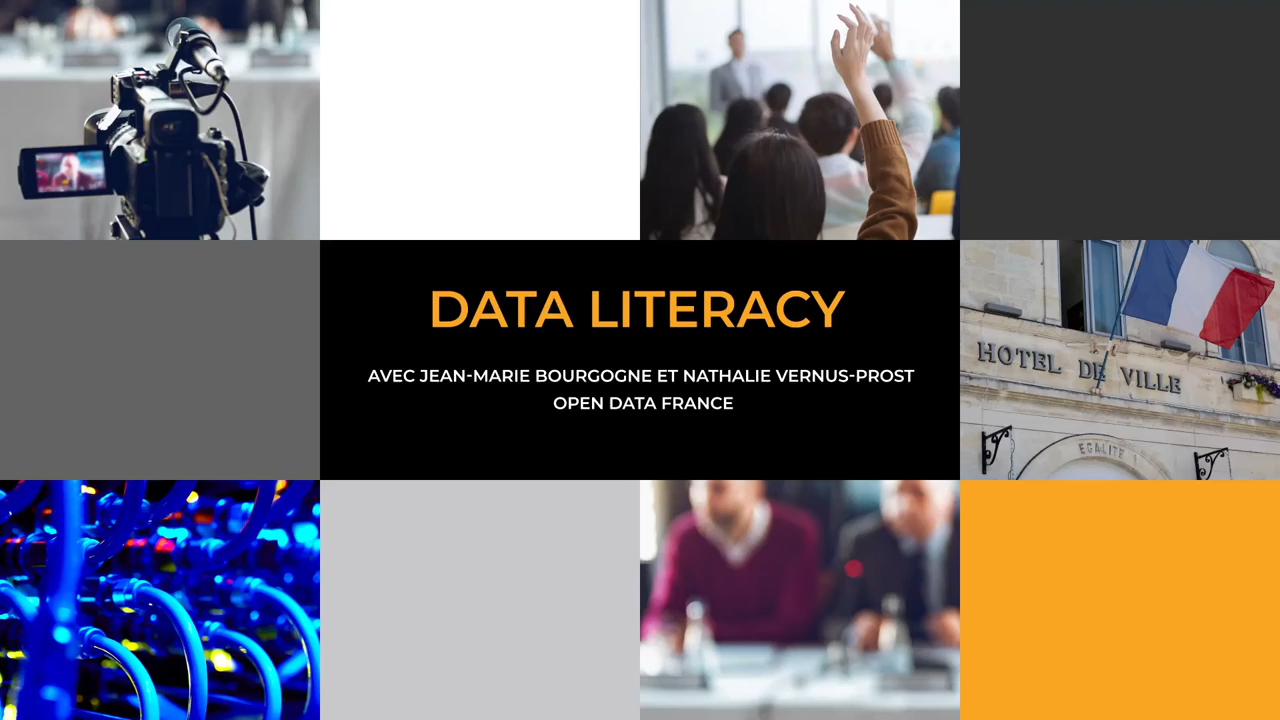 DATA LITERACY
AVEC JEAN-MARIE BOURGOGNE ET NATHALIE VERNUS-PROST
OPEN DATA FRANCE
HOTEL DE VILLE
EGALITE